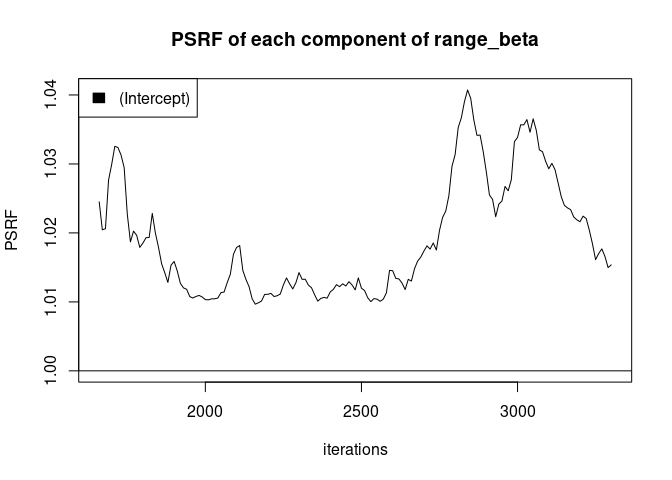 PSRF of each component of range_beta
(Intercept)
PSRF
1.04
1.03
1.02
1.01
1.00
2000 2500 3000
iterations